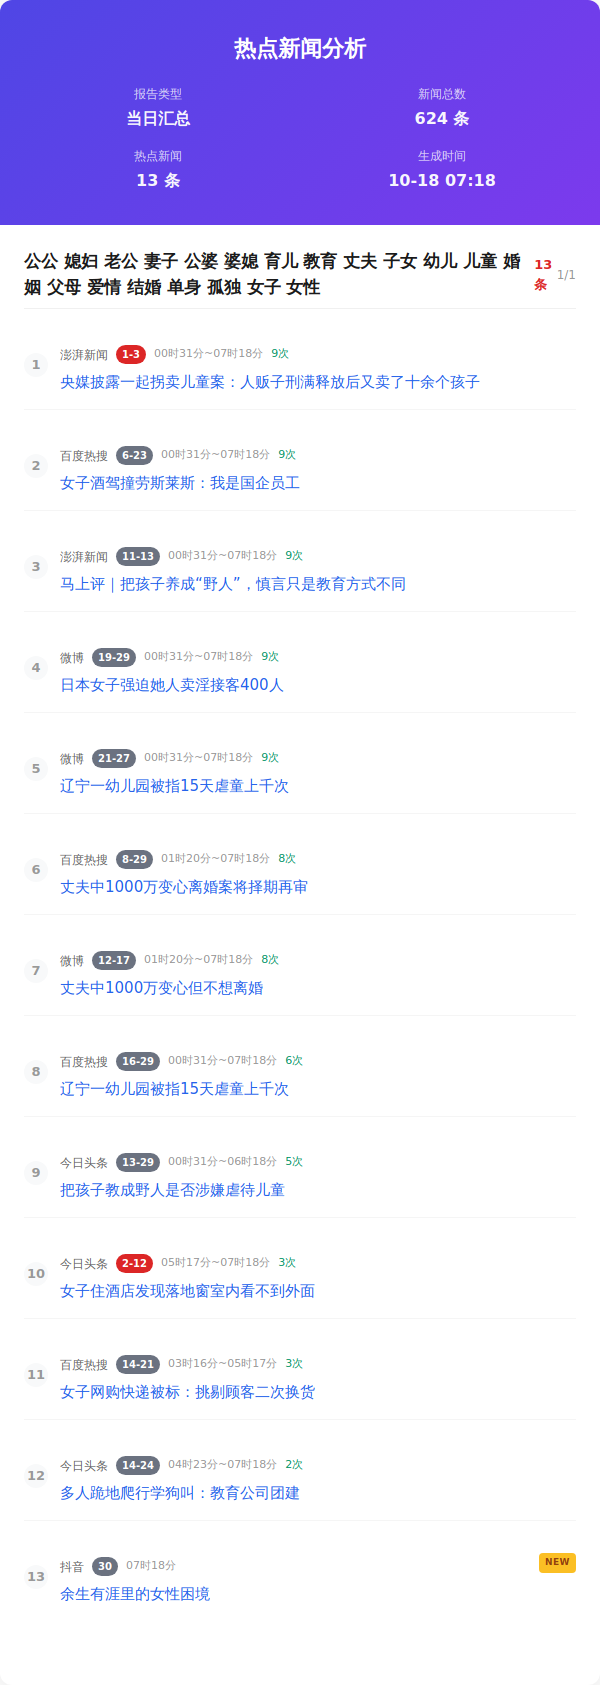 热点新闻分析
报告类型
新闻总数
当日汇总
624 条
热点新闻
生成时间
13 条
10-18 07:18
公公 媳妇 老公 妻子 公婆 婆媳 育儿 教育 丈夫 子女 幼儿 儿童 婚
姻 父母 爱情 结婚 单身 孤独 女子 女性
13
条
1/1
1
澎湃新闻 1-3 00时31分~07时18分 9次
央媒披露一起拐卖儿童案：人贩子刑满释放后又卖了十余个孩子
2
百度热搜 6-23 00时31分~07时18分 9次
女子酒驾撞劳斯莱斯：我是国企员工
3
澎湃新闻 11-13 00时31分~07时18分 9次
马上评｜把孩子养成“野人”，慎言只是教育方式不同
4
微博 19-29 00时31分~07时18分 9次
日本女子强迫她人卖淫接客400人
5
微博 21-27 00时31分~07时18分 9次
辽宁一幼儿园被指15天虐童上千次
6
百度热搜 8-29 01时20分~07时18分 8次
丈夫中1000万变心离婚案将择期再审
7
微博 12-17 01时20分~07时18分 8次
丈夫中1000万变心但不想离婚
8
百度热搜 16-29 00时31分~07时18分 6次
辽宁一幼儿园被指15天虐童上千次
9
今日头条 13-29 00时31分~06时18分 5次
把孩子教成野人是否涉嫌虐待儿童
10
今日头条 2-12 05时17分~07时18分 3次
女子住酒店发现落地窗室内看不到外面
11
百度热搜 14-21 03时16分~05时17分 3次
女子网购快递被标：挑剔顾客二次换货
12
今日头条 14-24 04时23分~07时18分 2次
多人跪地爬行学狗叫：教育公司团建
13
抖音 30 07时18分
NEW
余生有涯里的女性困境